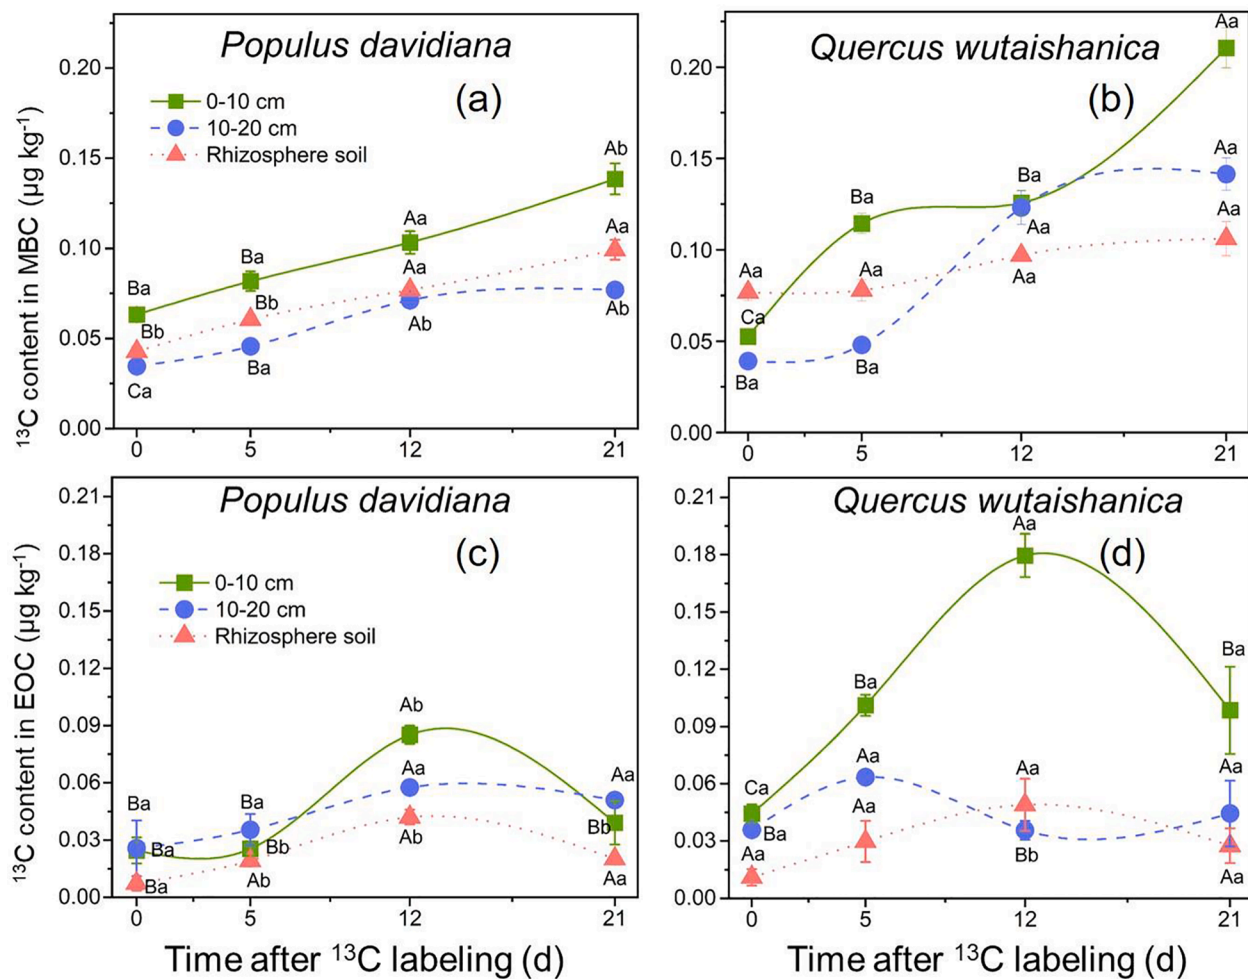 Populus davidiana
(a)
0-10 cm
10-20 cm
Rhizosphere soil
¹³C content in MBC (µg kg⁻¹)
0.20
0.15
0.10
0.05
0.00
Ba
Bb
Ca
Ba
Bb
Ba
Aa
Aa
Ab
Ab
Aa
Ab
0
5
12
21
Quercus wutaishanica
(b)
0.20
0.15
0.10
0.05
0.00
Aa
Ca
Ba
Ba
Aa
Ba
Ba
Aa
Aa
Aa
Aa
Aa
0
5
12
21
Populus davidiana
(c)
0-10 cm
10-20 cm
Rhizosphere soil
¹³C content in EOC (µg kg⁻¹)
0.21
0.18
0.15
0.12
0.09
0.06
0.03
0.00
Ba
Ba
Ba
Ba
Bb
Ab
Ab
Aa
Ab
Aa
Bb
Aa
0
5
12
21
Time after ¹³C labeling (d)
Quercus wutaishanica
(d)
0.21
0.18
0.15
0.12
0.09
0.06
0.03
0.00
Ca
Ba
Aa
Ba
Aa
Aa
Aa
Aa
Bb
Ba
Aa
Aa
0
5
12
21
Time after ¹³C labeling (d)